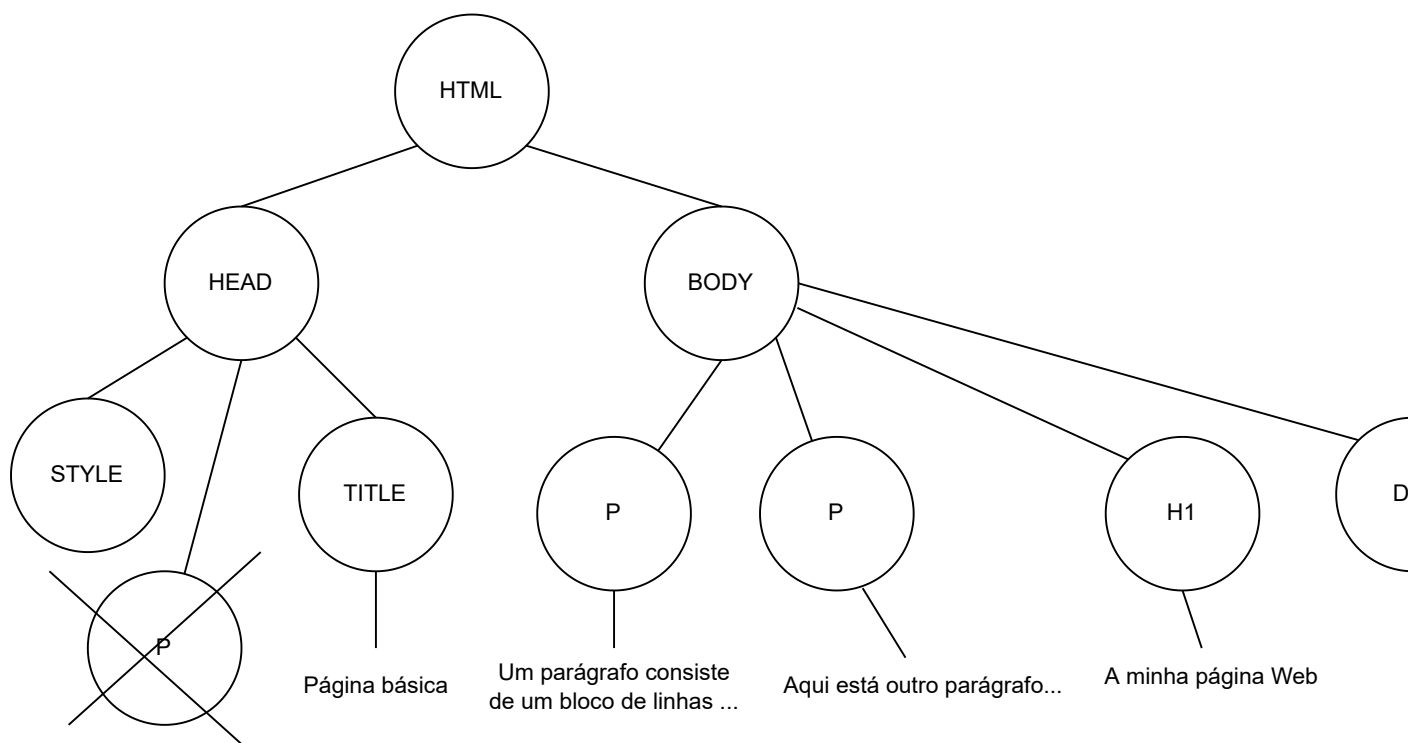 HTML
HEAD
BODY
STYLE
TITLE
P
P
H1
D
P
Página básica
Um parágrafo consiste
de um bloco de linhas ...
Aqui está outro parágrafo...
A minha página Web